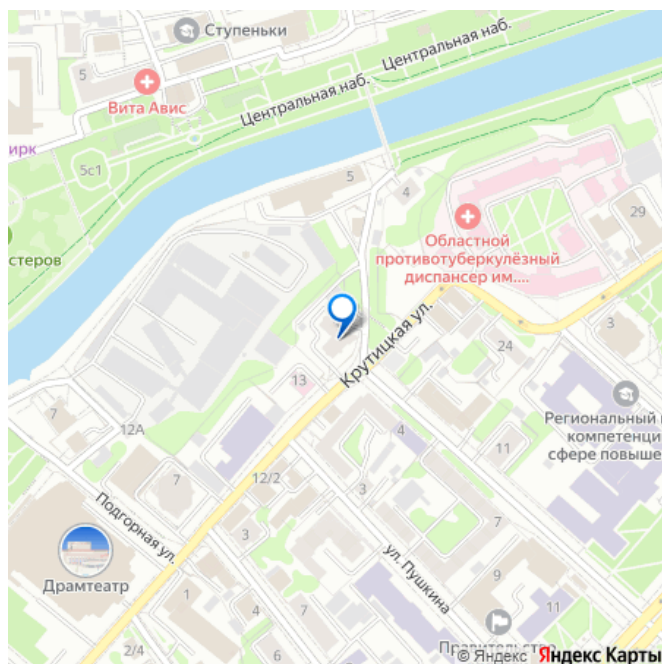 Ступеньки
Центральная наб.
5
Вита Авис
Центральная наб.
ирк
5с1
5
4
29
Областной
противотуберкулёзный
диспансер им....
стеров
Крутицкая ул.
3
24
13
7
12А
4
11
Региональный
компетенци
сфере повыше
12/2
7
3
7
Подгорная ул.
3
ул. Пушкина
Драмтеатр
9
1
4
11
7
11
Правительст
2/4
6
© Яндекс Яндекс Карты